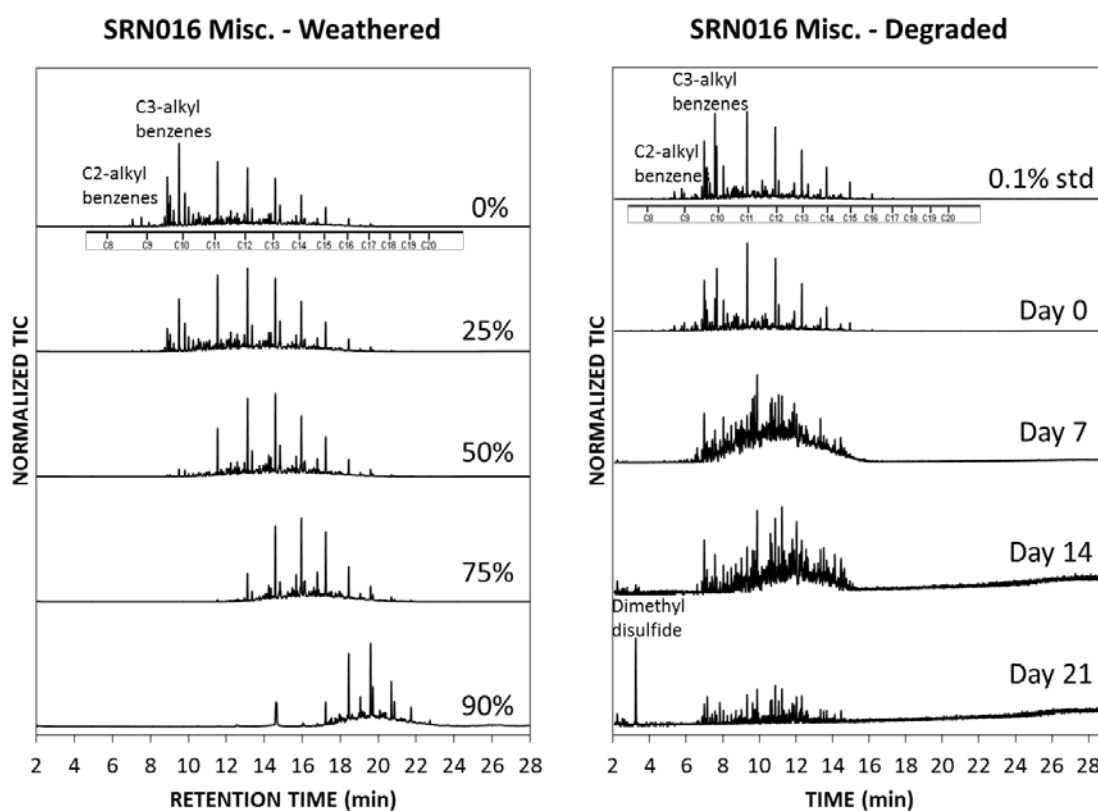 SRN016 Misc. - Weathered
C3-alkyl
benzenes
C2-alkyl
benzenes
0%
C8 C9 C10 C11 C12 C13 C14 C15 C16 C17 C18 C19 C20
25%
50%
75%
90%
NORMALIZED TIC
2 4 6 8 10 12 14 16 18 20 22 24 26 28
RETENTION TIME (min)
SRN016 Misc. - Degraded
C3-alkyl
benzenes
C2-alkyl
benzene
0.1% std
C8 C9 C10 C11 C12 C13 C14 C15 C16 C17 C18 C19 C20
Day 0
Day 7
Day 14
Dimethyl
disulfide
Day 21
NORMALIZED TIC
2 4 6 8 10 12 14 16 18 20 22 24 26 28
TIME (min)